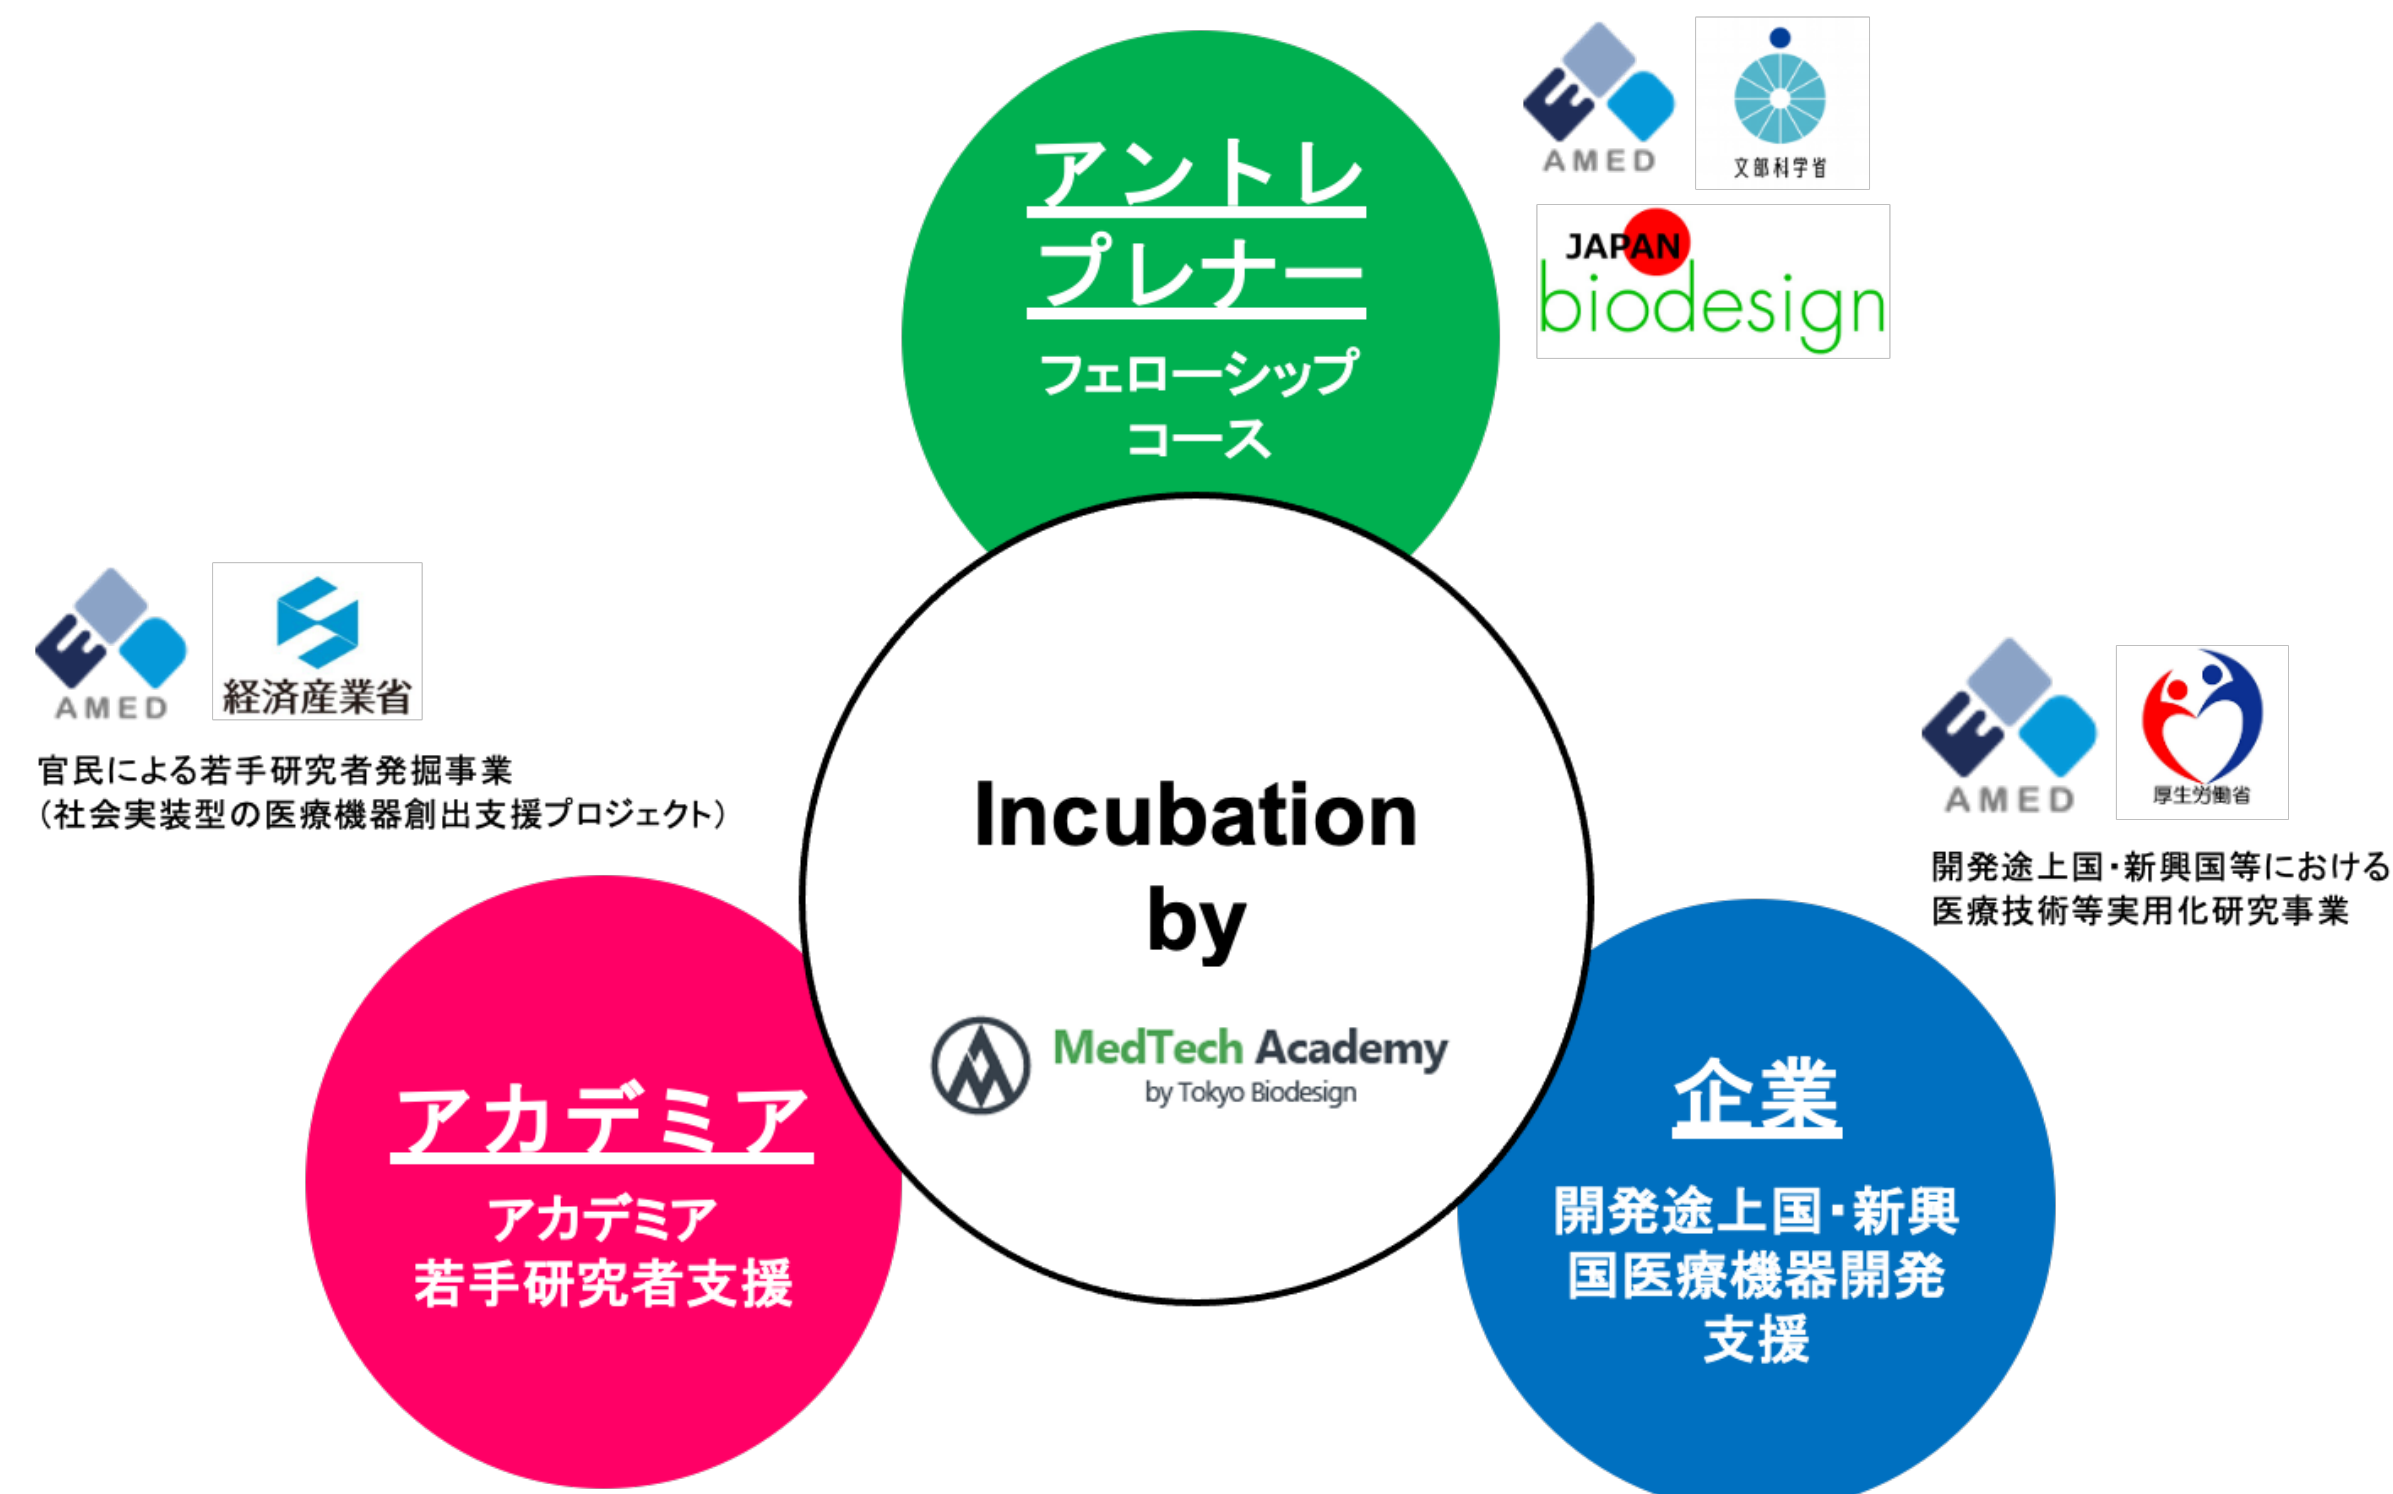 アントレ
プレナー
フェローシップ
コース
AMED
文部科学省
JAPAN
biodesign
AMED
経済産業省
官民による若手研究者発掘事業
（社会実装型の医療機器創出支援プロジェクト）
AMED
厚生労働省
開発途上国・新興国等における
医療技術等実用化研究事業
Incubation
by
MedTech Academy
by Tokyo Biodesign
アカデミア
アカデミア
若手研究者支援
企業
開発途上国・新興
国医療機器開発
支援